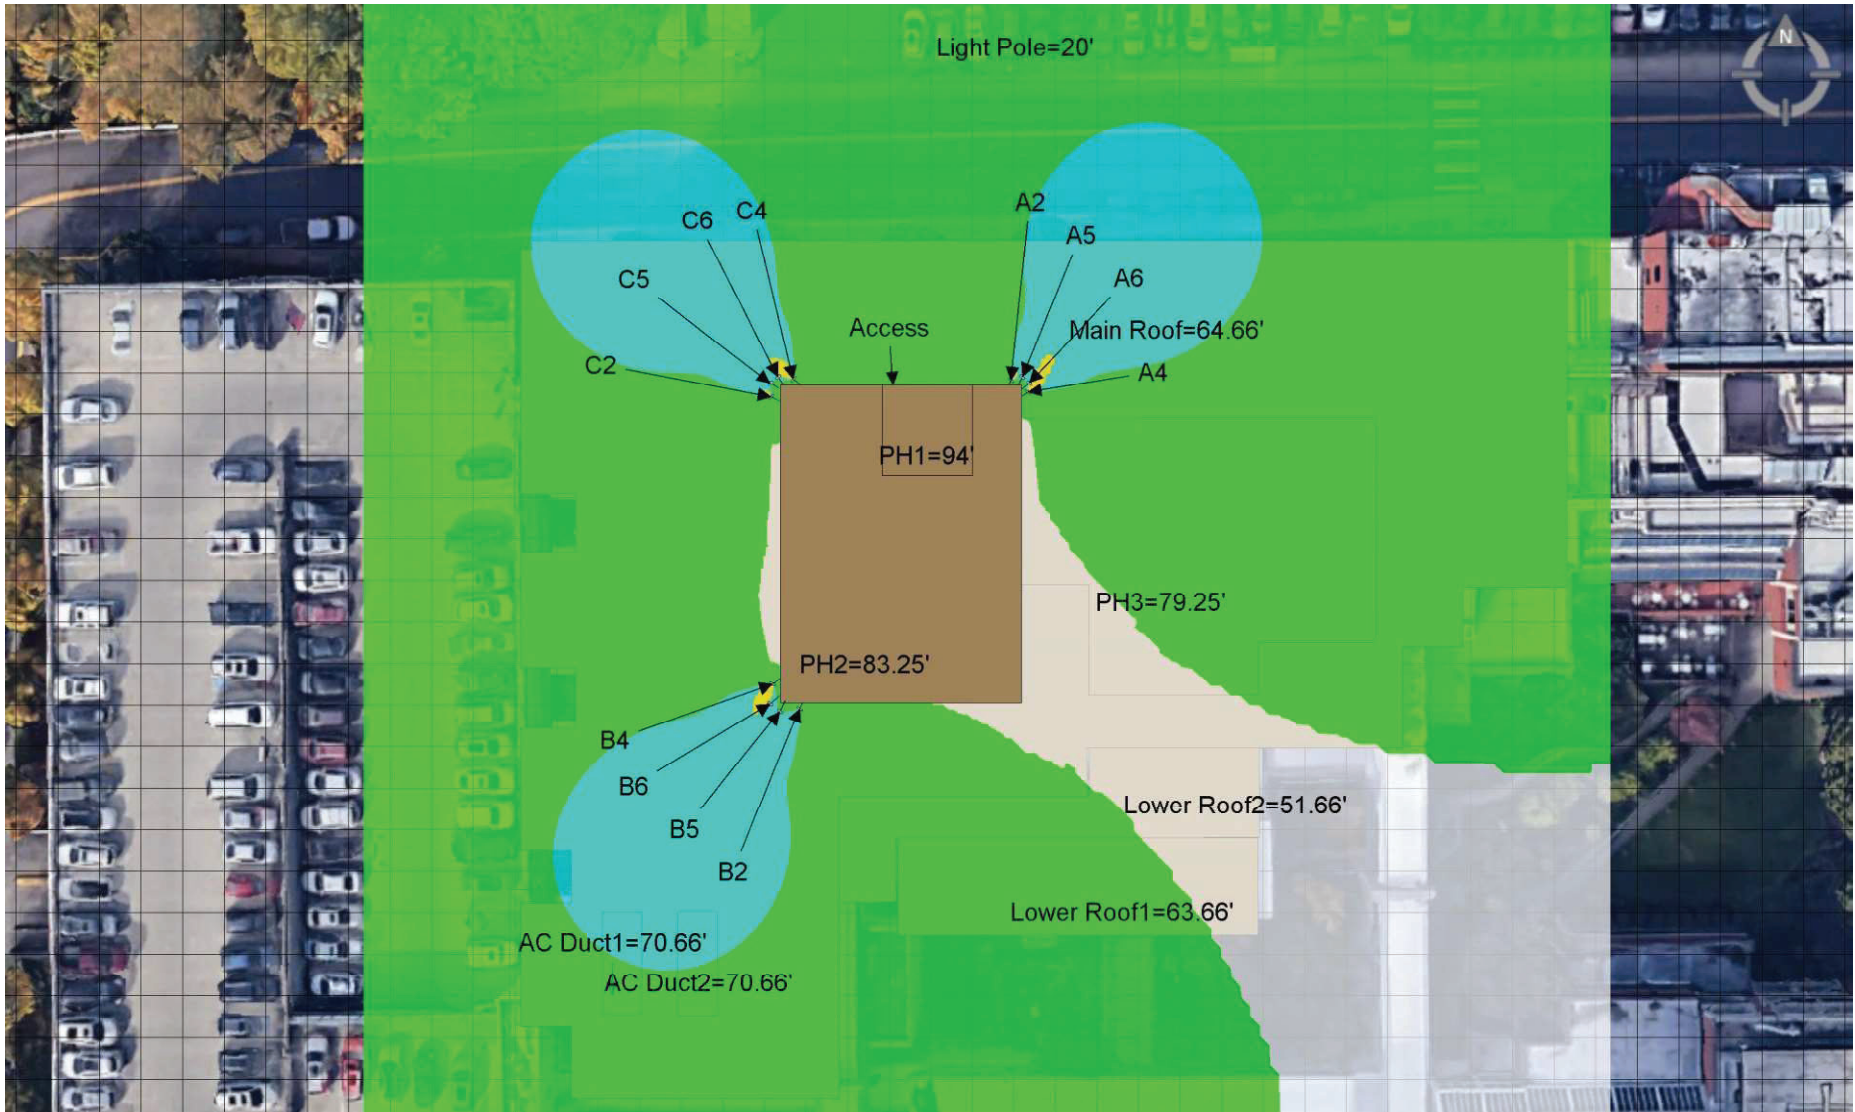 N
Light Pole=20'
A2
C4
C6
A5
C5
A6
Access
Main Roof=64.66'
C2
A4
PH1=94'
PH3=79.25'
PH2=83.25'
B4
B6
Lower Roof2=51.66'
B5
B2
Lower Roof1=63.66'
AC Duct1=70.66'
AC Duct2=70.66'